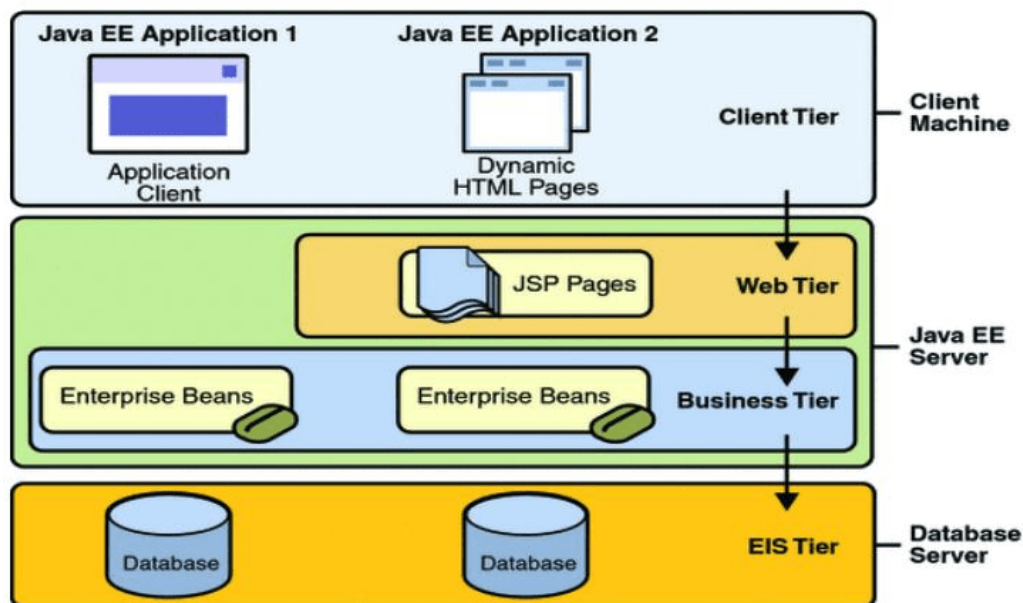 Java EE Application 1
Java EE Application 2
Application
Client
Dynamic
HTML Pages
Client Tier
Client
Machine
JSP Pages
Web Tier
Java EE
Server
Enterprise Beans
Enterprise Beans
Business Tier
Database
Database
EIS Tier
Database
Server